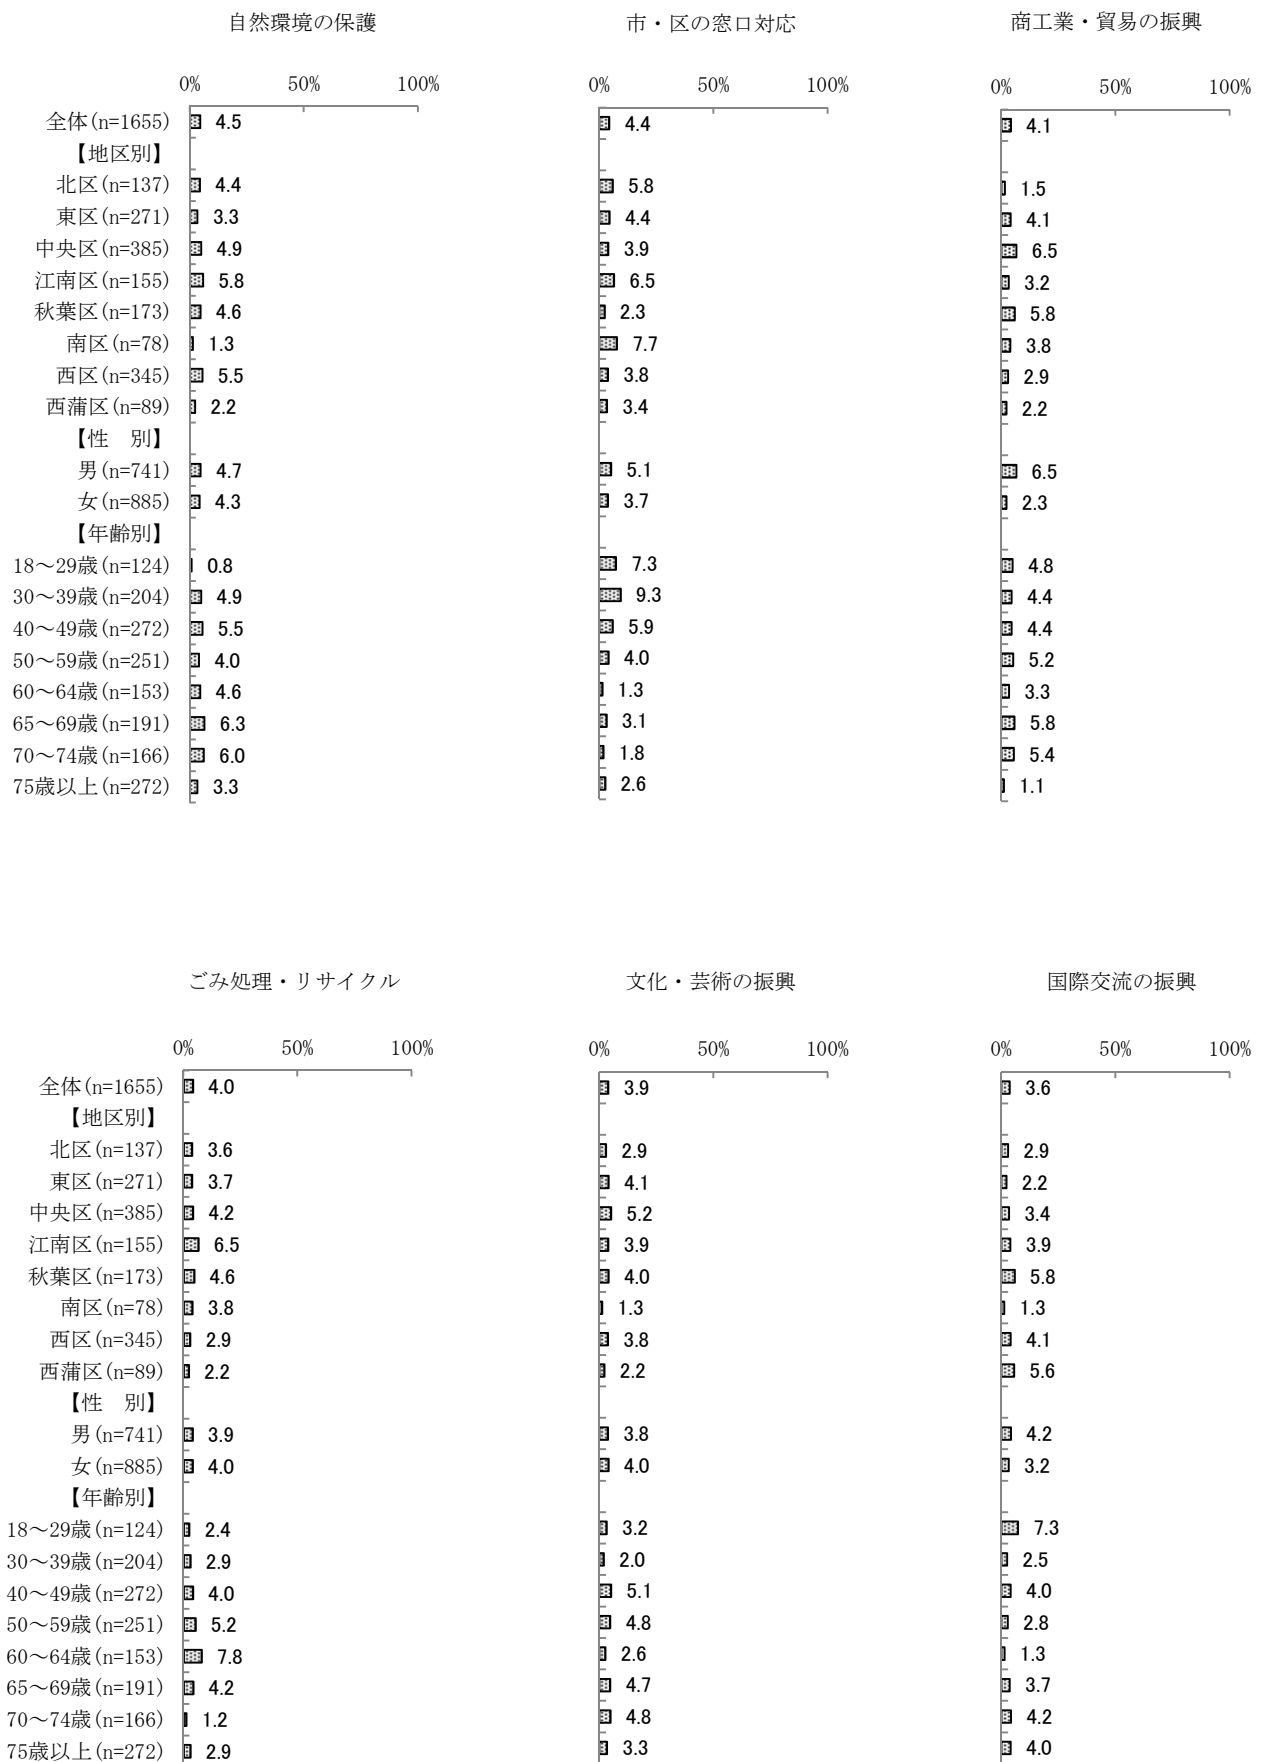 自然環境の保護 市・区の窓口対応 商工業・貿易の振興
0% 50% 100% 0% 50% 100% 0% 50% 100%
全体(n=1655) 4.5 4.4 4.1
【地区別】
北区(n=137) 4.4 5.8 1.5
東区(n=271) 3.3 4.4 4.1
中央区(n=385) 4.9 3.9 6.5
江南区(n=155) 5.8 6.5 3.2
秋葉区(n=173) 4.6 2.3 5.8
南区(n=78) 1.3 7.7 3.8
西区(n=345) 5.5 3.8 2.9
西蒲区(n=89) 2.2 3.4 2.2
【性　別】
男(n=741) 4.7 5.1 6.5
女(n=885) 4.3 3.7 2.3
【年齢別】
18～29歳(n=124) 0.8 7.3 4.8
30～39歳(n=204) 4.9 9.3 4.4
40～49歳(n=272) 5.5 5.9 4.4
50～59歳(n=251) 4.0 4.0 5.2
60～64歳(n=153) 4.6 1.3 3.3
65～69歳(n=191) 6.3 3.1 5.8
70～74歳(n=166) 6.0 1.8 5.4
75歳以上(n=272) 3.3 2.6 1.1
ごみ処理・リサイクル 文化・芸術の振興 国際交流の振興
0% 50% 100% 0% 50% 100% 0% 50% 100%
全体(n=1655) 4.0 3.9 3.6
【地区別】
北区(n=137) 3.6 2.9 2.9
東区(n=271) 3.7 4.1 2.2
中央区(n=385) 4.2 5.2 3.4
江南区(n=155) 6.5 3.9 3.9
秋葉区(n=173) 4.6 4.0 5.8
南区(n=78) 3.8 1.3 1.3
西区(n=345) 2.9 3.8 4.1
西蒲区(n=89) 2.2 2.2 5.6
【性　別】
男(n=741) 3.9 3.8 4.2
女(n=885) 4.0 4.0 3.2
【年齢別】
18～29歳(n=124) 2.4 3.2 7.3
30～39歳(n=204) 2.9 2.0 2.5
40～49歳(n=272) 4.0 5.1 4.0
50～59歳(n=251) 5.2 4.8 2.8
60～64歳(n=153) 7.8 2.6 1.3
65～69歳(n=191) 4.2 4.7 3.7
70～74歳(n=166) 1.2 4.8 4.2
75歳以上(n=272) 2.9 3.3 4.0